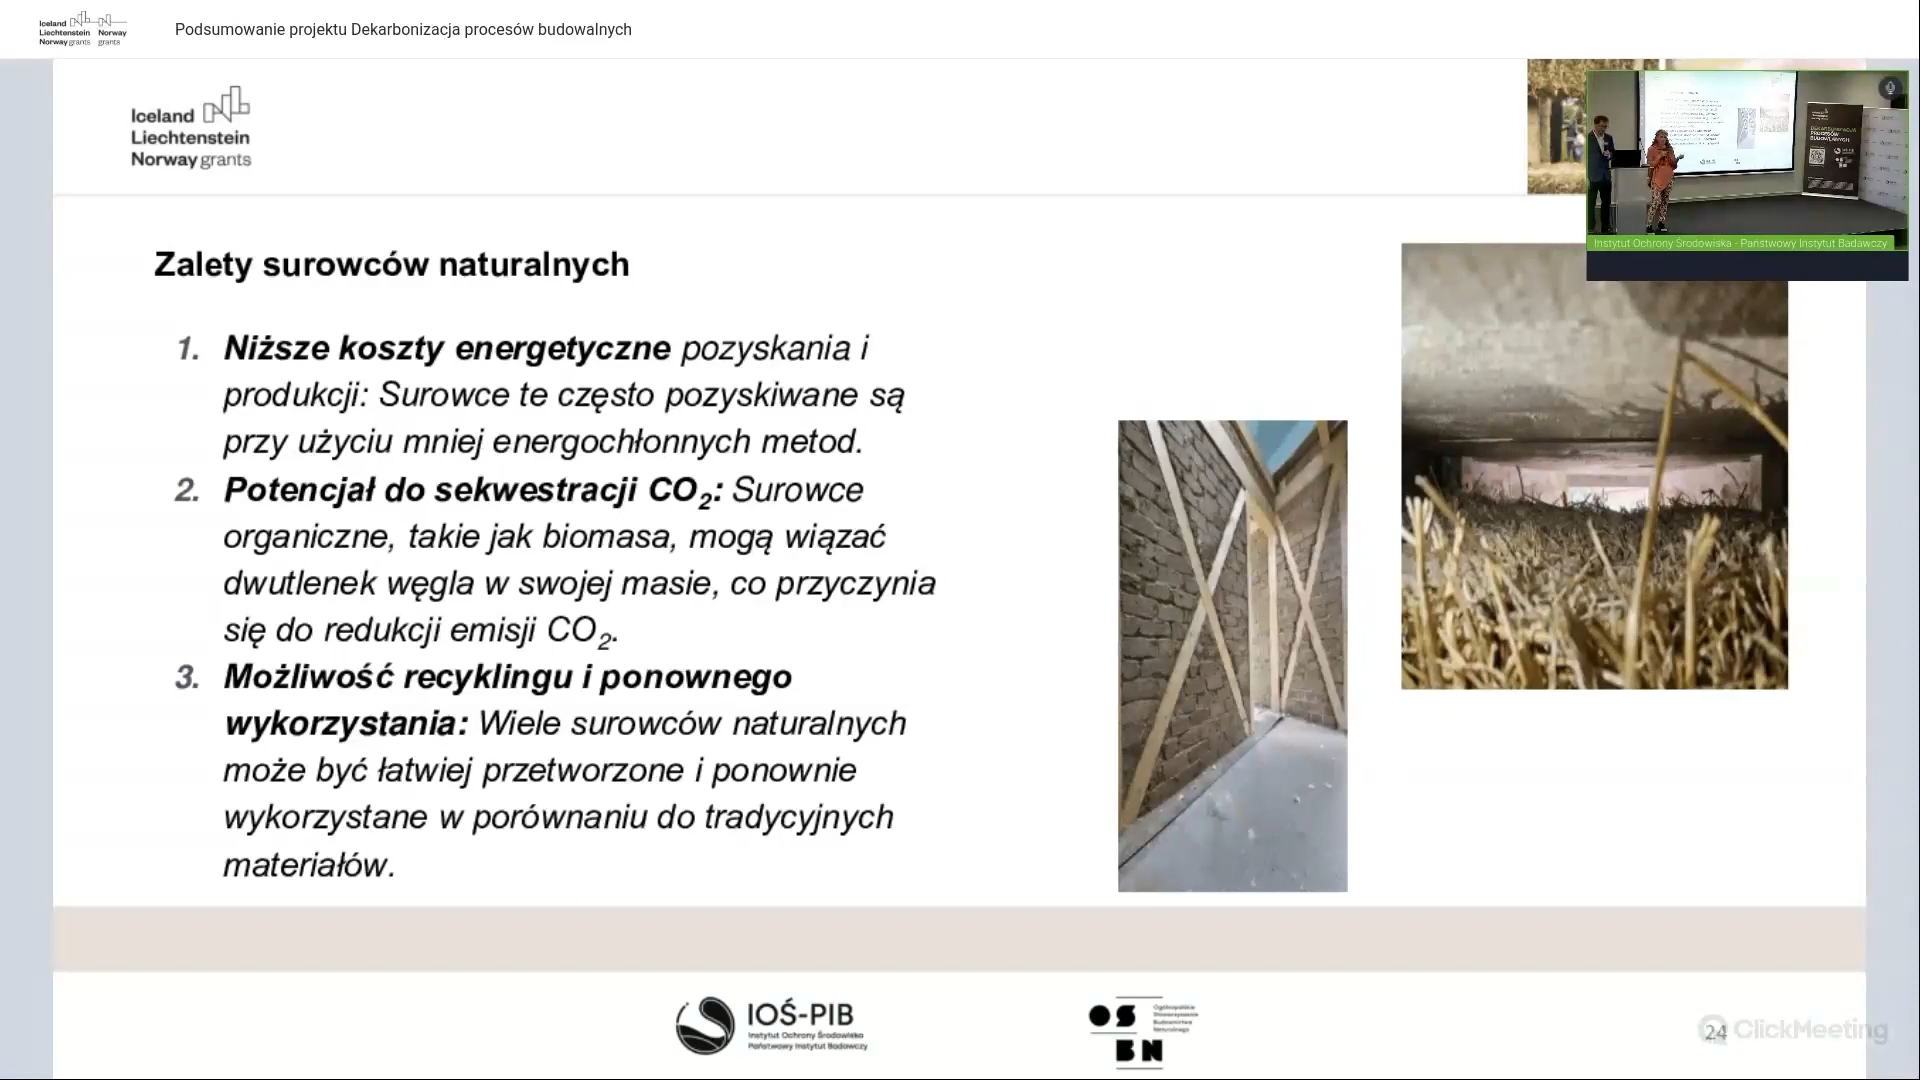 Iceland
Liechtenstein Norway
Norway grants grants
Podsumowanie projektu Dekarbonizacja procesów budowalnych
Iceland
Liechtenstein
Norway grants
DEKARBONIZACJA
PROCESÓW
BUDOWLANYCH
Instytut Ochrony Środowiska - Państwowy Instytut Badawczy
Zalety surowców naturalnych
1. Niższe koszty energetyczne pozyskania i
produkcji: Surowce te często pozyskiwane są
przy użyciu mniej energochłonnych metod.
2. Potencjał do sekwestracji CO₂: Surowce
organiczne, takie jak biomasa, mogą wiązać
dwutlenek węgla w swojej masie, co przyczynia
się do redukcji emisji CO₂.
3. Możliwość recyklingu i ponownego
wykorzystania: Wiele surowców naturalnych
może być łatwiej przetworzone i ponownie
wykorzystane w porównaniu do tradycyjnych
materiałów.
IOŚ-PIB
Instytut Ochrony Środowiska
Państwowy Instytut Badawczy
OS
BN
Ogólnopolskie
Stowarzyszenie
Budownictwa
Naturalnego
24
ClickMeeting